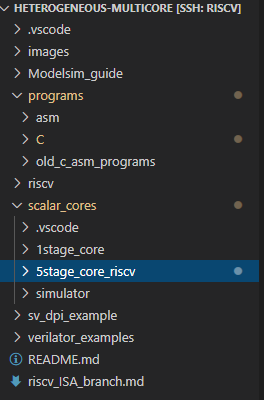 HETEROGENEOUS-MULTICORE [SSH: RISCV]
.vscode
images
Modelsim_guide
programs
asm
C
old_c_asm_programs
riscv
scalar_cores
.vscode
1stage_core
5stage_core_riscv
simulator
sv_dpi_example
verilator_examples
README.md
riscv_ISA_branch.md